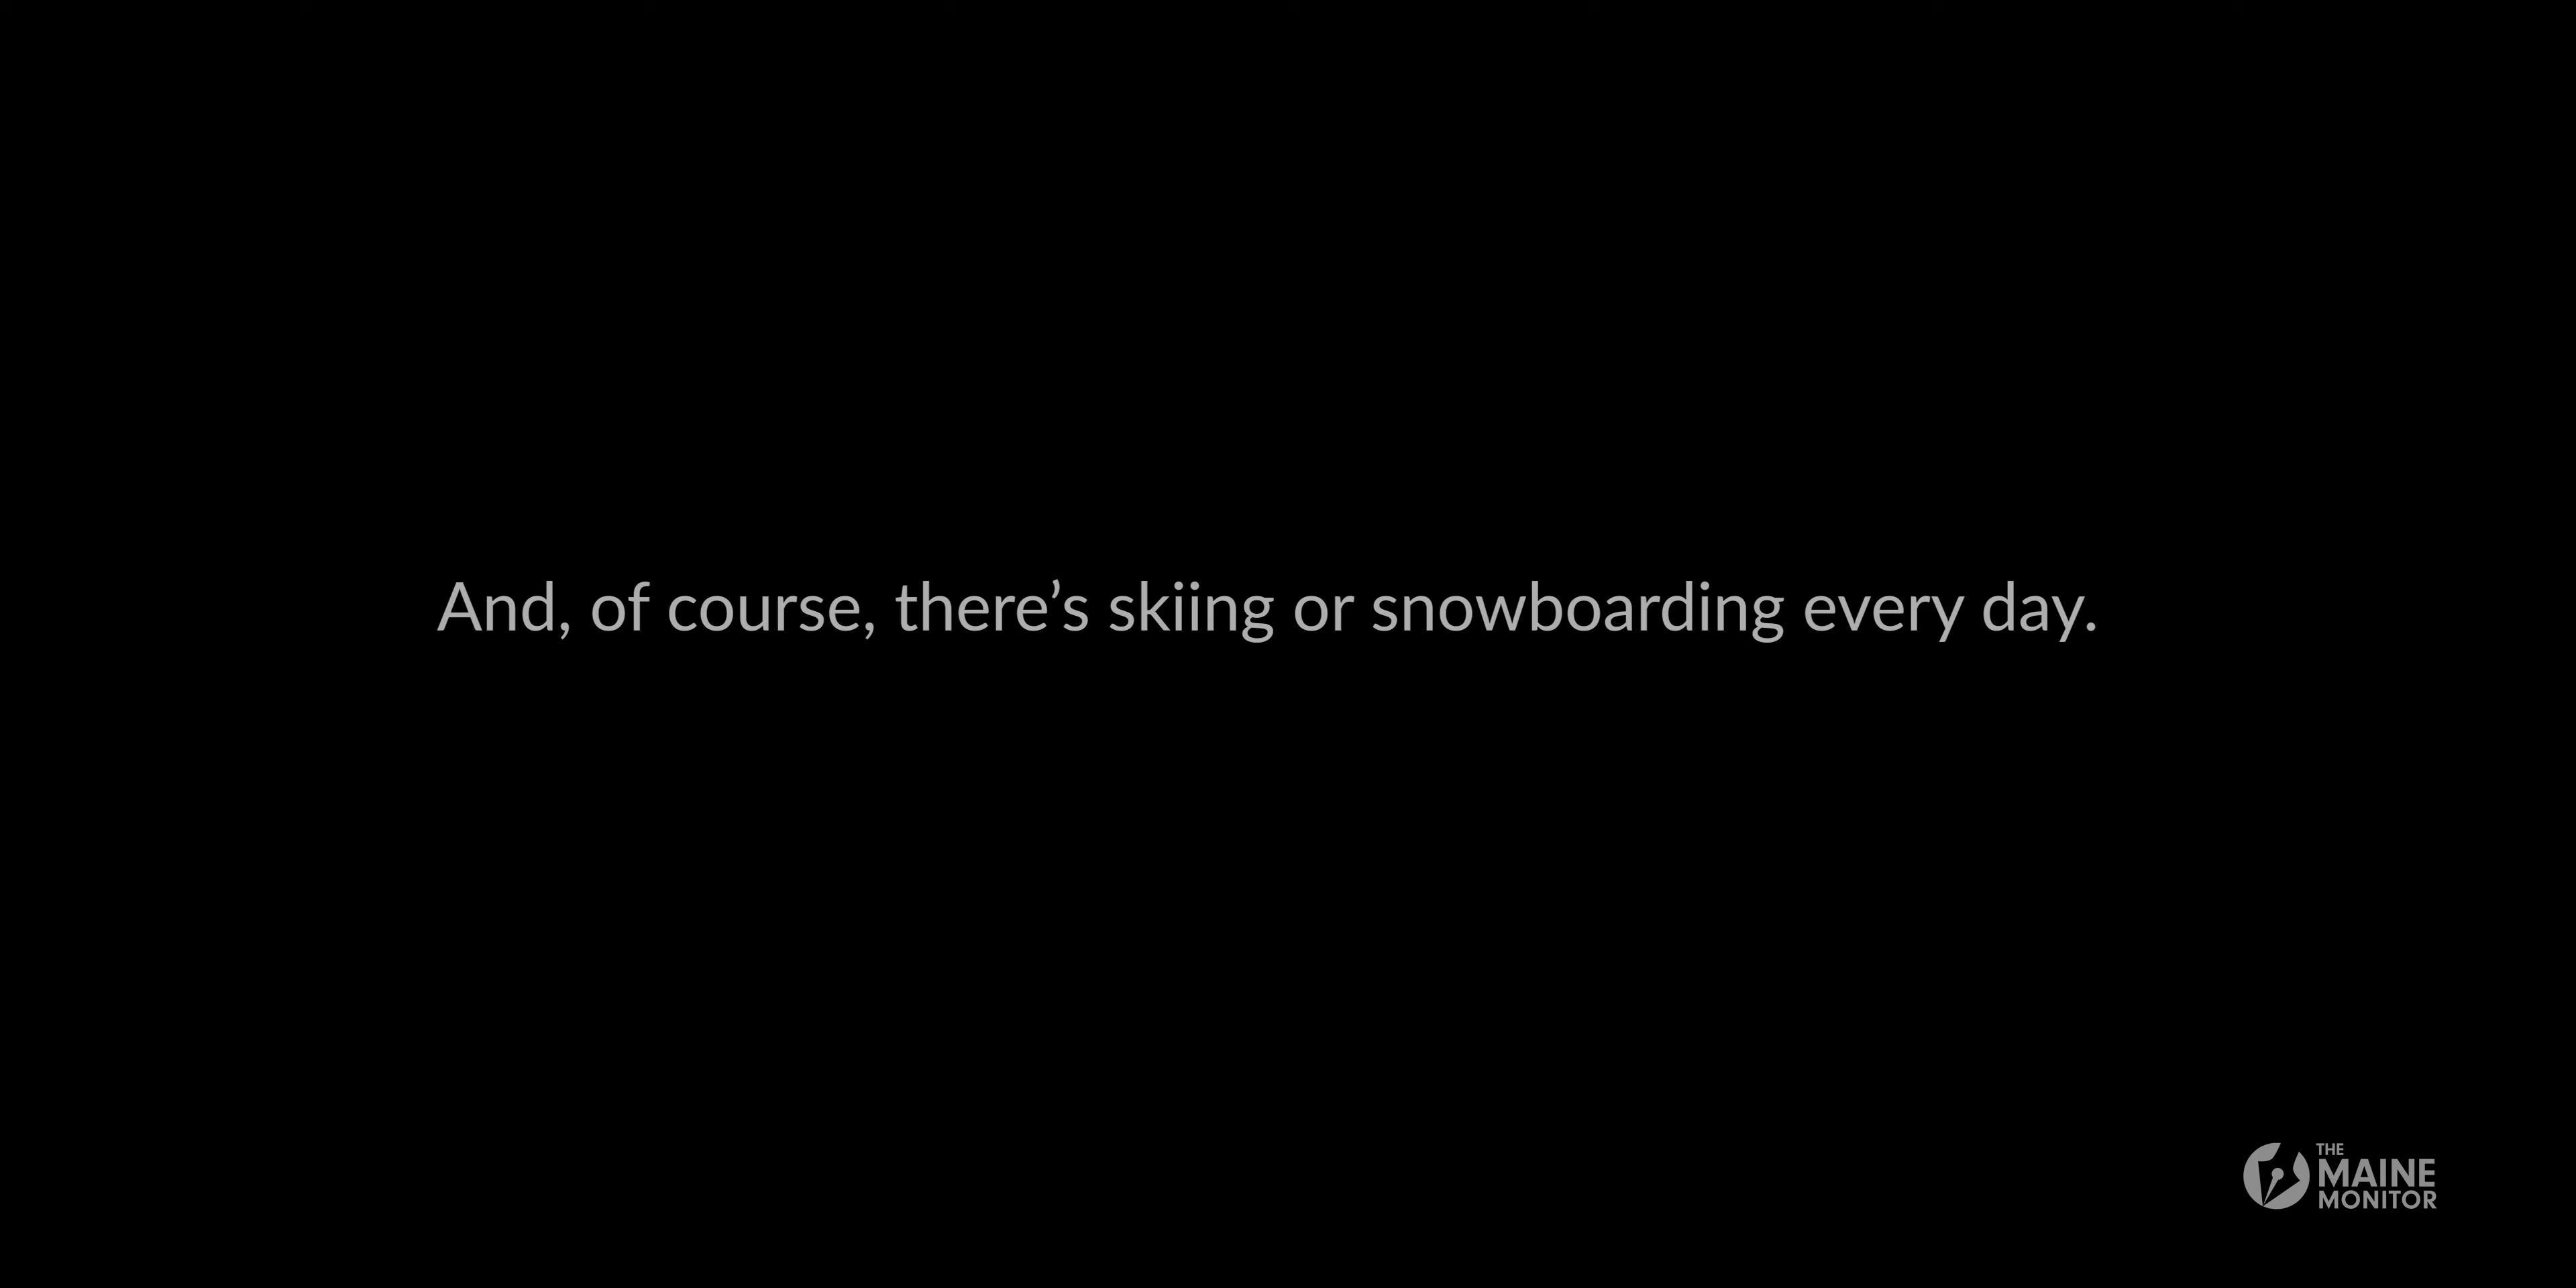 And, of course, there’s skiing or snowboarding every day.
THE
MAINE
MONITOR